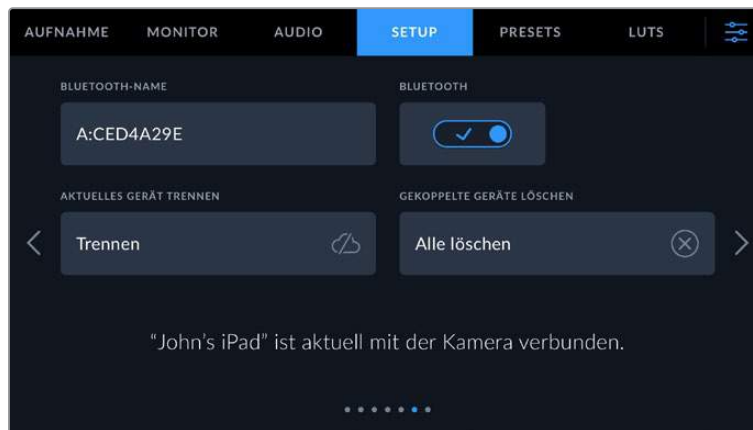 AUFNAHME MONITOR AUDIO SETUP PRESETS LUTS
BLUETOOTH-NAME BLUETOOTH
A:CED4A29E
AKTUELLES GERÄT TRENNEN GEKOPPELTE GERÄTE LÖSCHEN
Trennen Alle löschen
“John’s iPad” ist aktuell mit der Kamera verbunden.